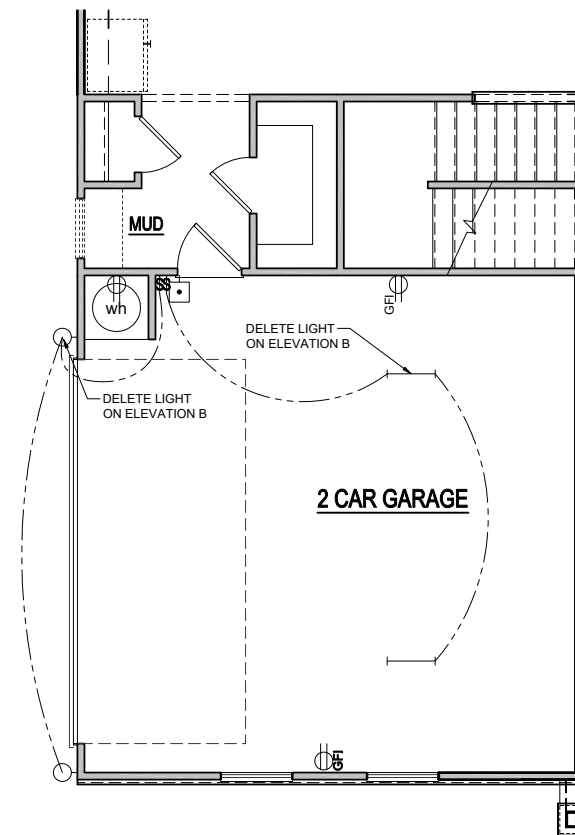 MUD
wh
$$
GFI
DELETE LIGHT
ON ELEVATION B
DELETE LIGHT
ON ELEVATION B
2 CAR GARAGE
GFI